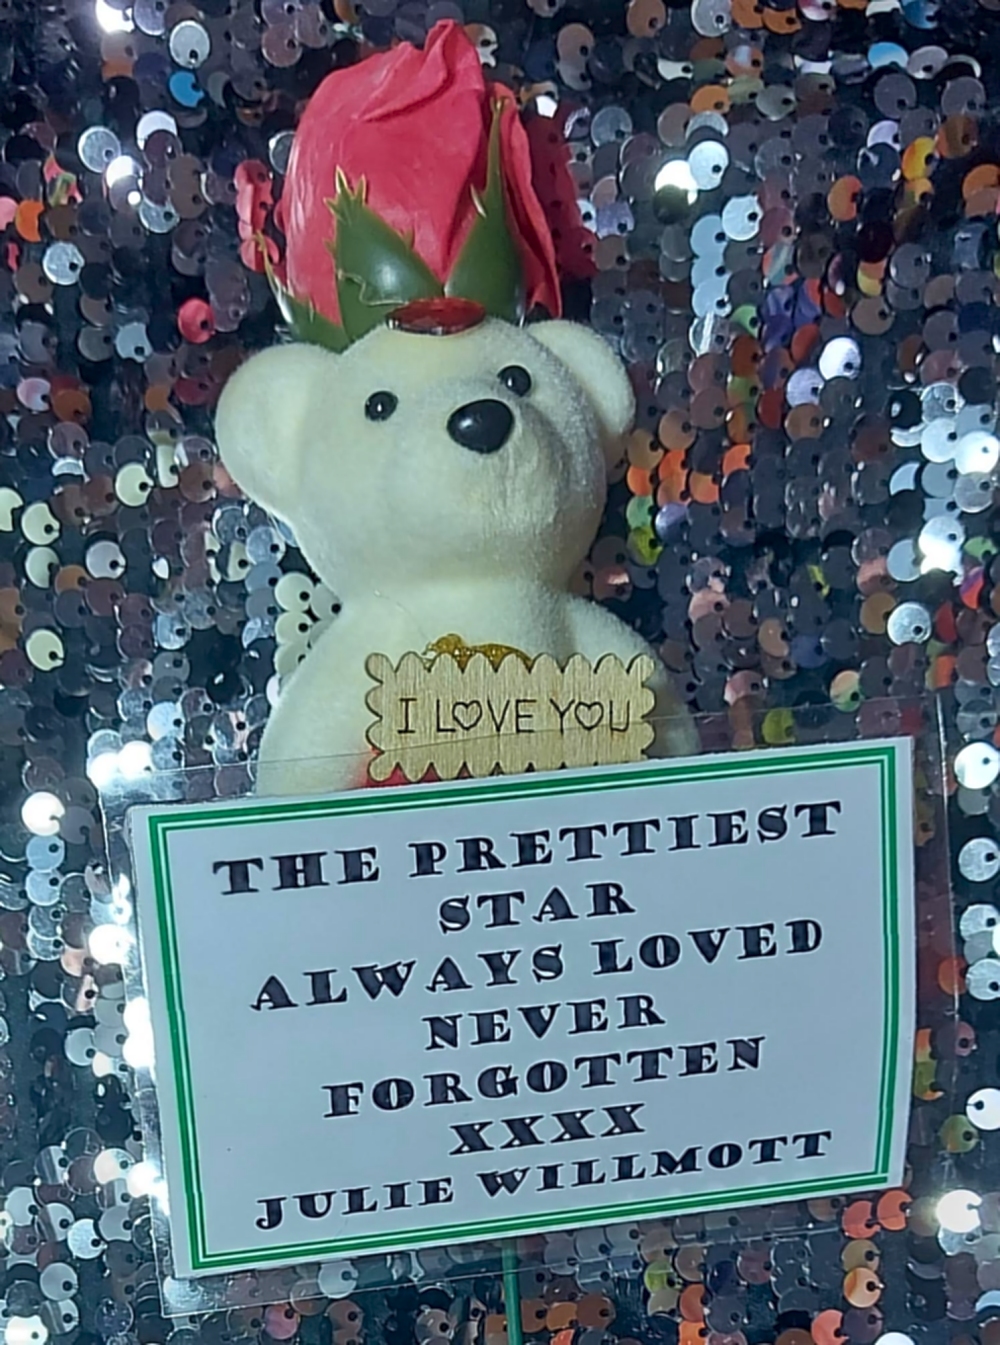 I LOVE YOU
THE PRETTIEST
STAR
ALWAYS LOVED
NEVER
FORGOTTEN
XXXX
JULIE WILLMOTT